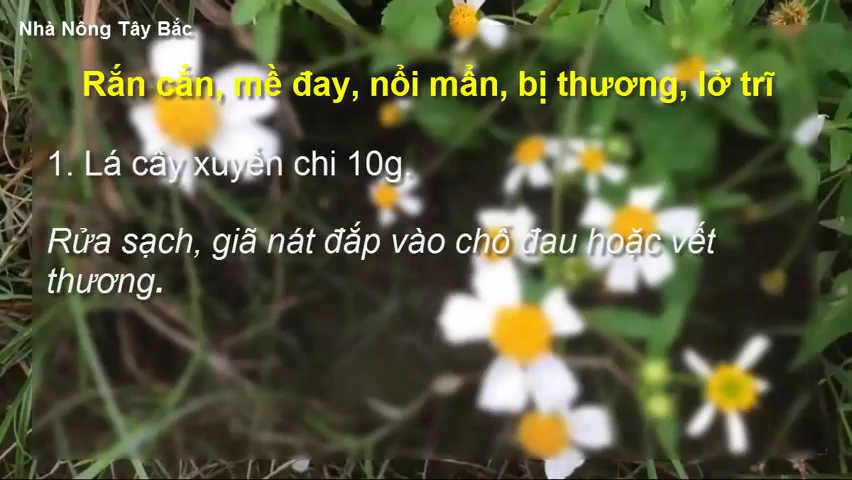 Nhà Nông Tây Bắc
Rắn cắn, mề đay, nổi mẩn, bị thương, lở trĩ
1. Lá cây xuyến chi 10g.
Rửa sạch, giã nát đắp vào chỗ đau hoặc vết
thương.